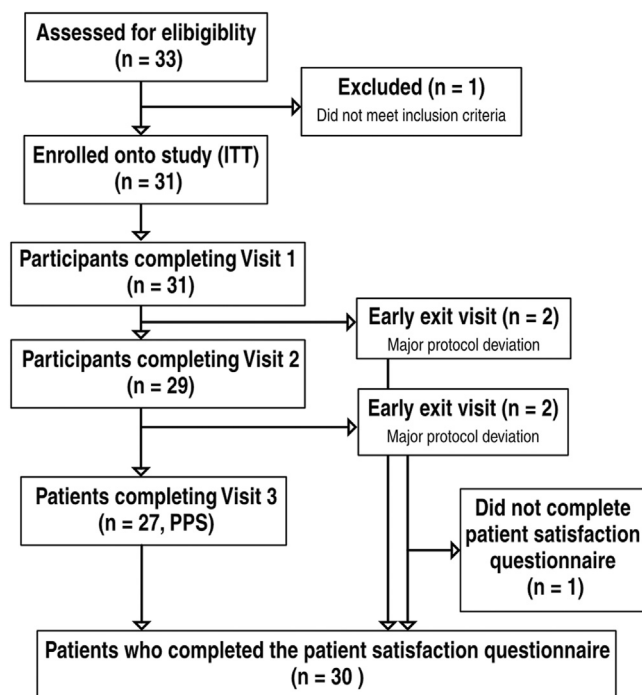 Assessed for elibigiblity
(n = 33)
Excluded (n = 1)
Did not meet inclusion criteria
Enrolled onto study (ITT)
(n = 31)
Participants completing Visit 1
(n = 31)
Early exit visit (n = 2)
Major protocol deviation
Participants completing Visit 2
(n = 29)
Early exit visit (n = 2)
Major protocol deviation
Patients completing Visit 3
(n = 27, PPS)
Did not complete
patient satisfaction
questionnaire
(n = 1)
Patients who completed the patient satisfaction questionnaire
(n = 30 )